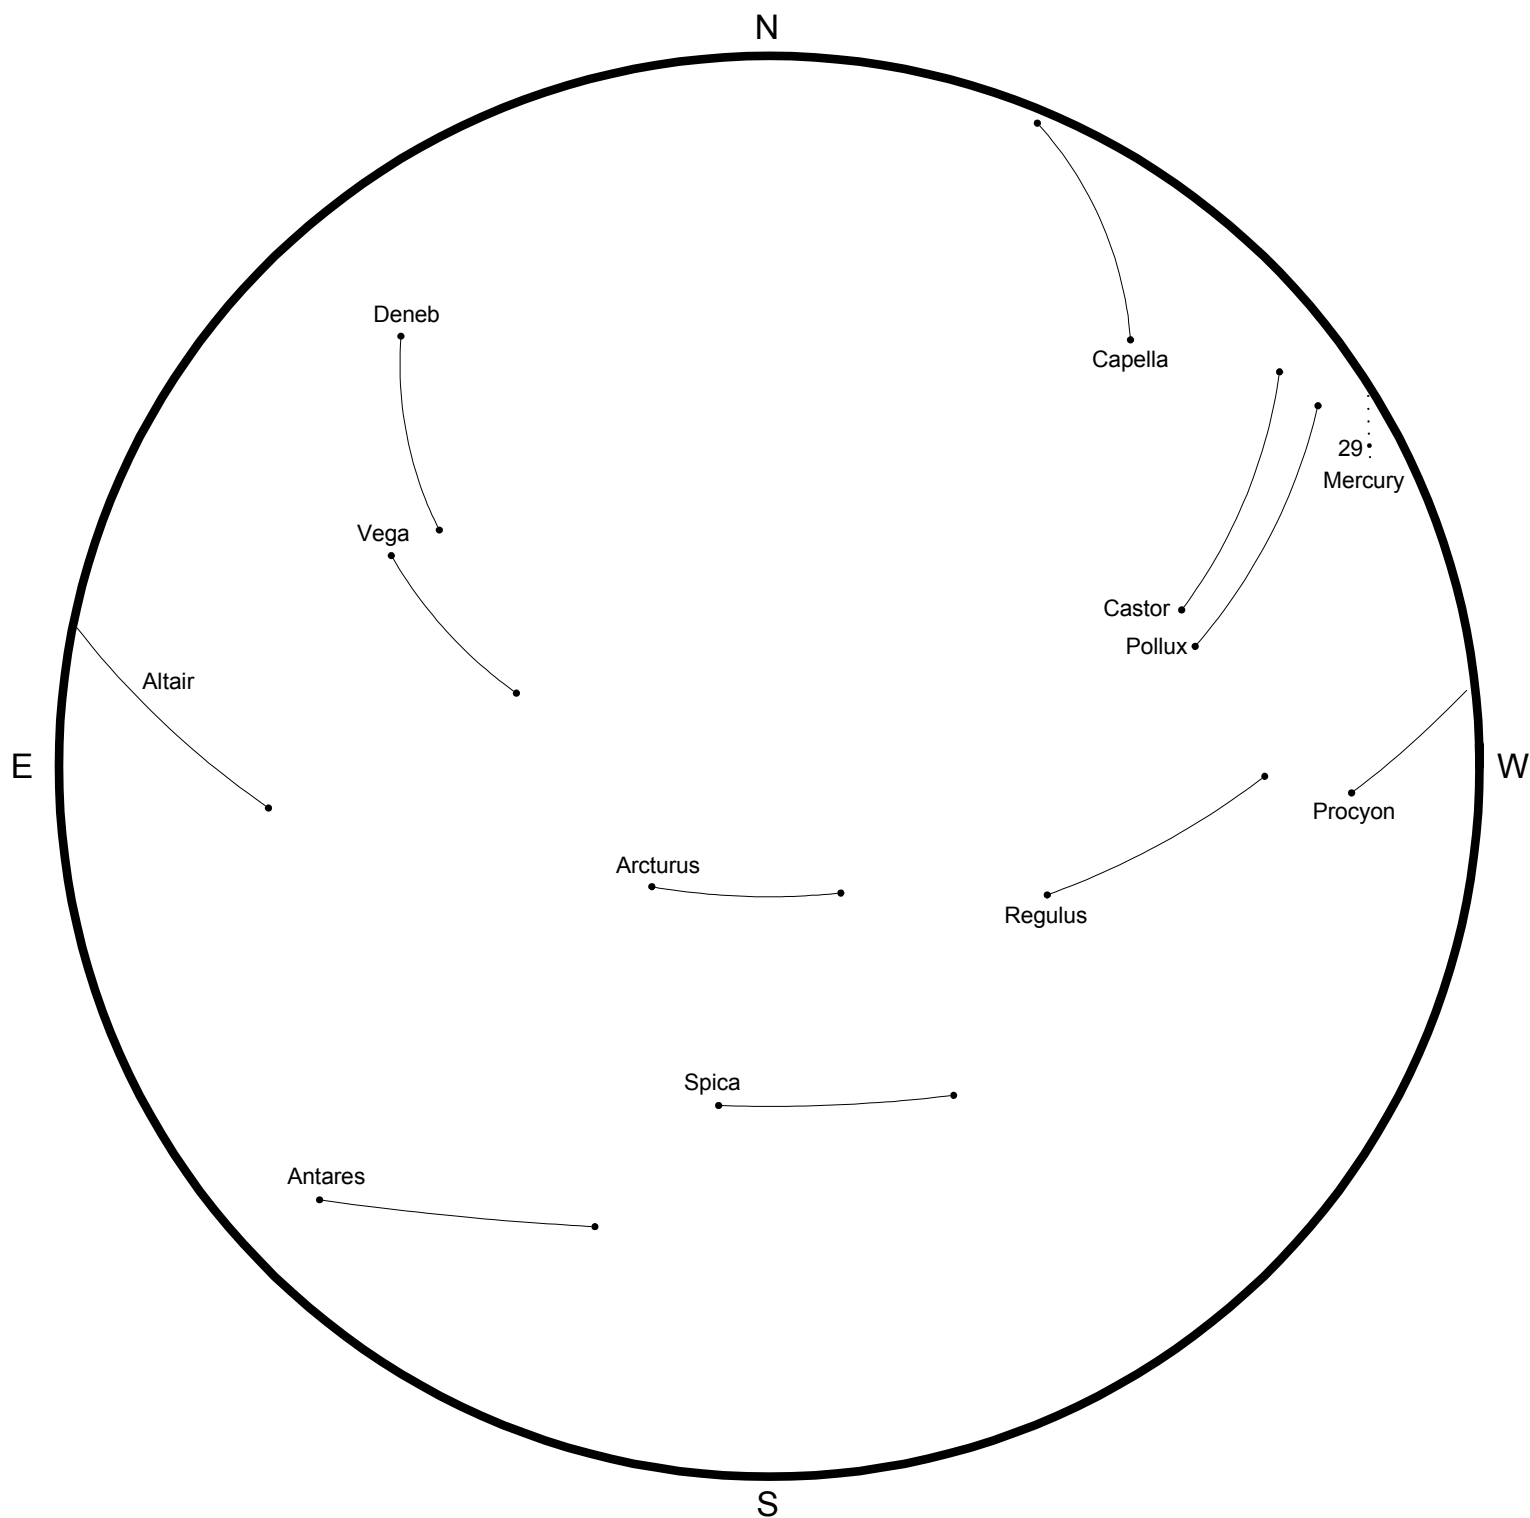 N
Deneb
Capella
29
Mercury
Vega
Castor
Pollux
Altair
E
W
Procyon
Arcturus
Regulus
Spica
Antares
S